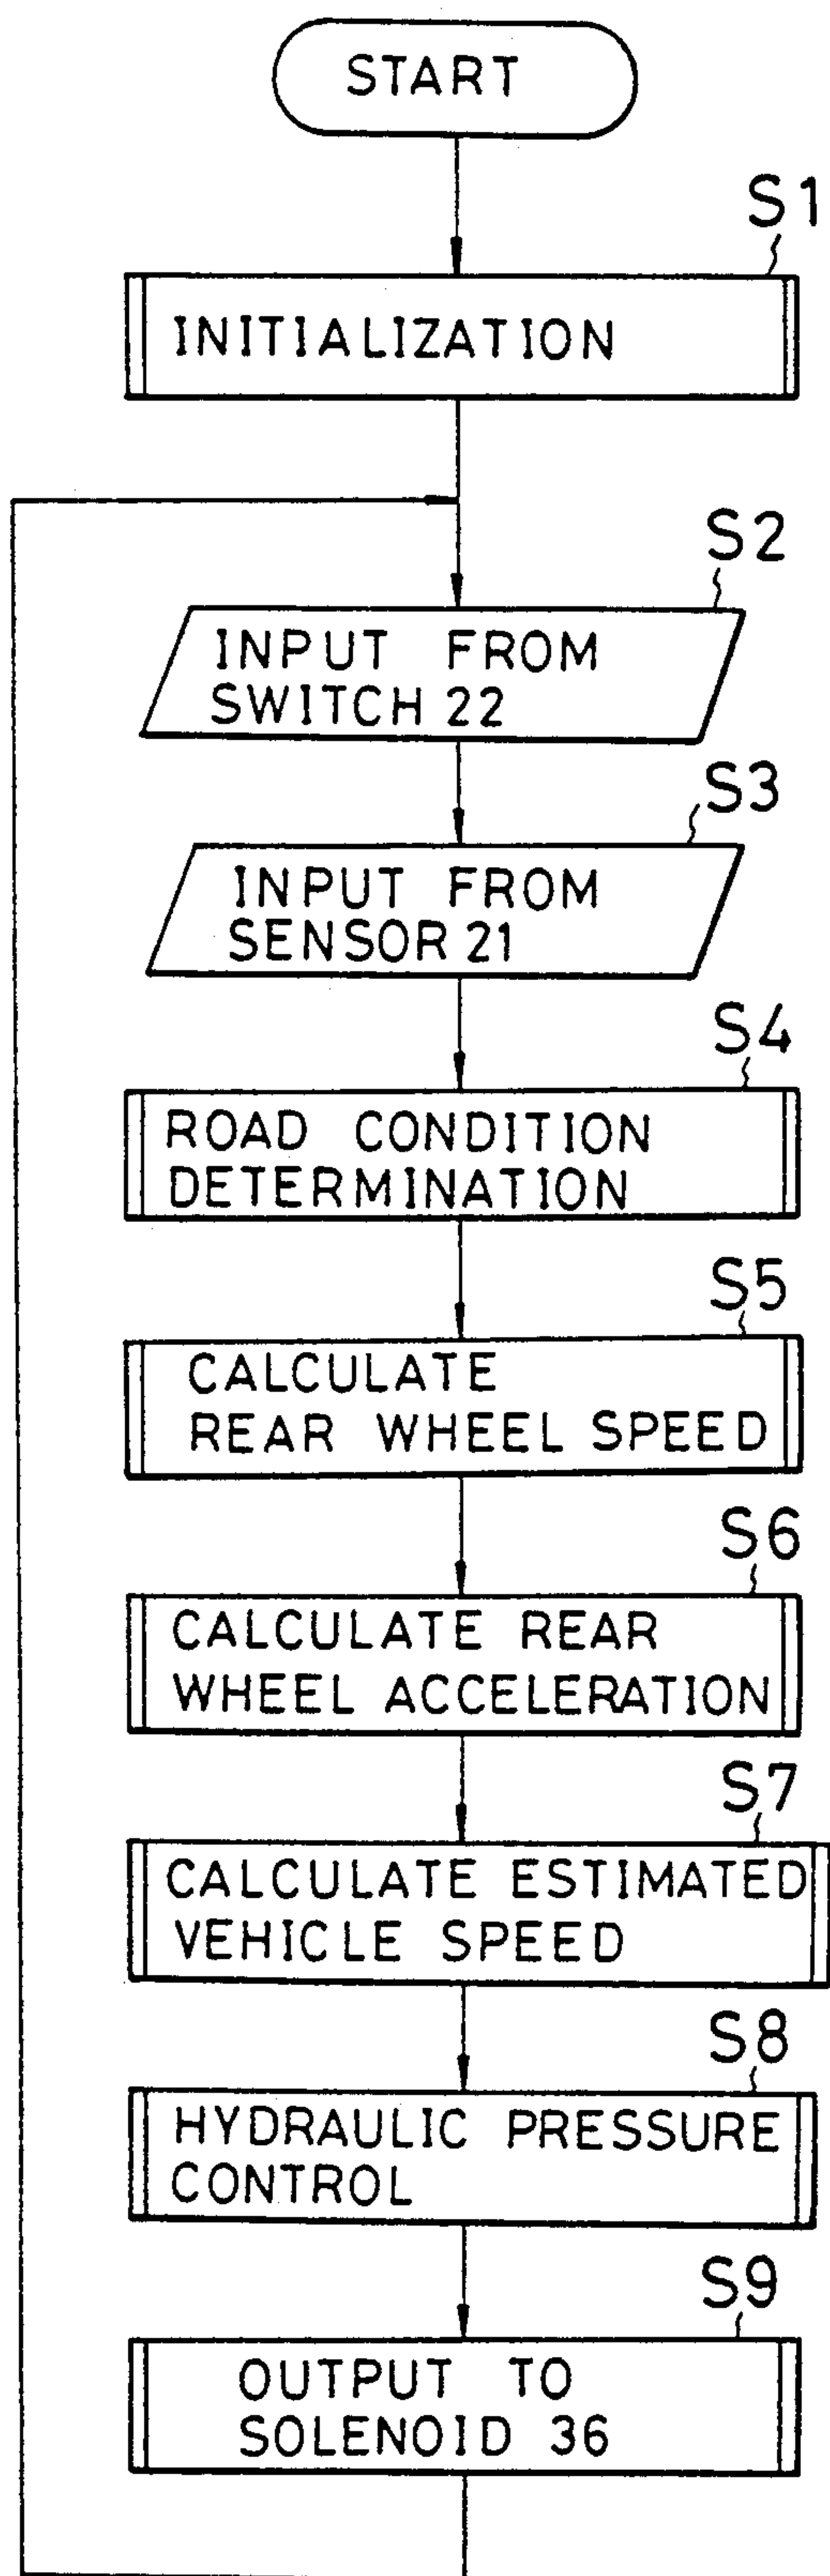 START
S1
INITIALIZATION
S2
INPUT FROM
SWITCH 22
S3
INPUT FROM
SENSOR 21
S4
ROAD CONDITION
DETERMINATION
S5
CALCULATE
REAR WHEEL SPEED
S6
CALCULATE REAR
WHEEL ACCELERATION
S7
CALCULATE ESTIMATED
VEHICLE SPEED
S8
HYDRAULIC PRESSURE
CONTROL
S9
OUTPUT TO
SOLENOID 36